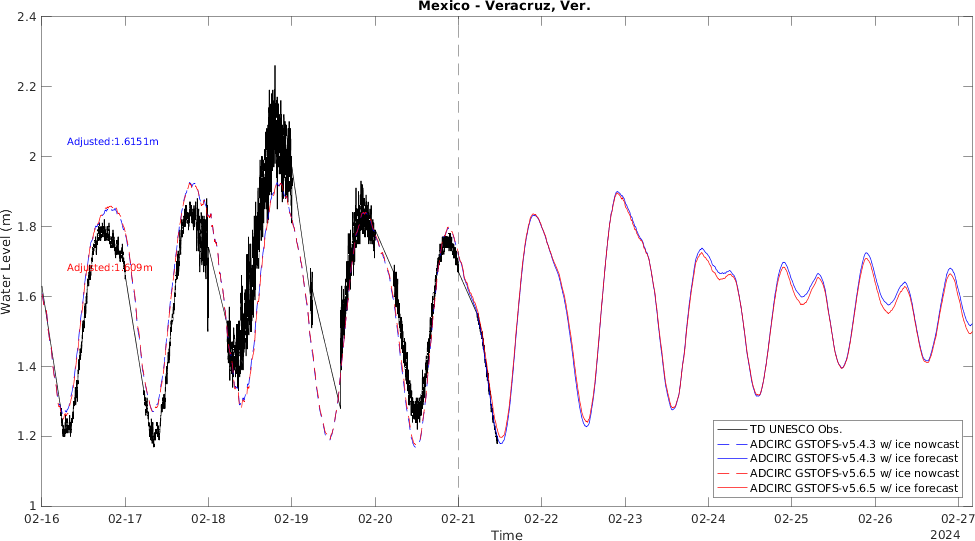 Mexico - Veracruz, Ver.
2.4
2.2
2
1.8
1.6
1.4
1.2
1
Water Level (m)
Adjusted:1.6151m
Adjusted:1.609m
TD UNESCO Obs.
ADCIRC GSTOFS-v5.4.3 w/ ice nowcast
ADCIRC GSTOFS-v5.4.3 w/ ice forecast
ADCIRC GSTOFS-v5.6.5 w/ ice nowcast
ADCIRC GSTOFS-v5.6.5 w/ ice forecast
02-16 02-17 02-18 02-19 02-20 02-21 02-22 02-23 02-24 02-25 02-26 02-27
Time
2024